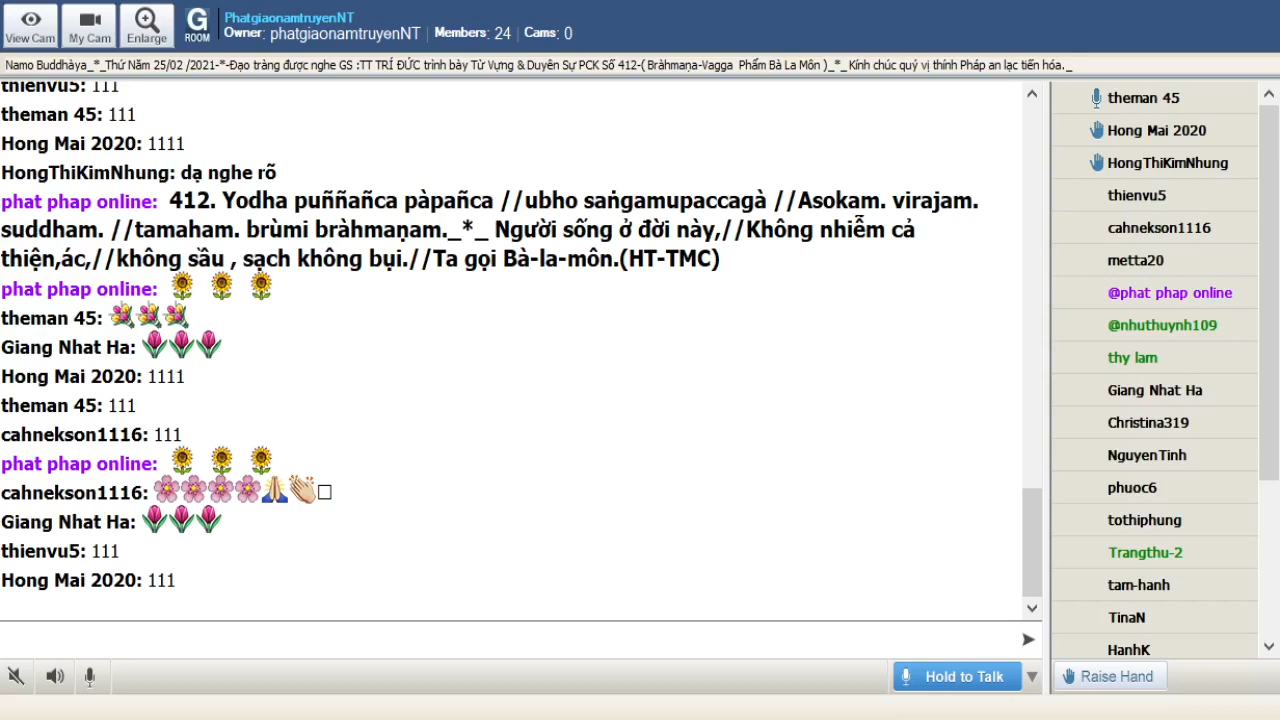 View Cam
My Cam
Enlarge
G
ROOM
PhatgiaonamtruyenNT
Owner: phatgiaonamtruyenNT | Members: 24 | Cams: 0
Namo Buddhàya_*_Thứ Năm 25/02 /2021-*-Đạo tràng được nghe GS :TT TRÍ ĐỨC trình bày Từ Vựng & Duyên Sự PCK Số 412-( Bràhmaṇa-Vagga Phẩm Bà La Môn )_*_ Kính chúc quý vị thính Pháp an lạc tiến hóa._
thienvu5: 111
theman 45: 111
Hong Mai 2020: 1111
HongThiKimNhung: dạ nghe rõ
phat phap online: 412. Yodha puññañca pàpañca //ubho saṅgamupaccagà //Asokam. virajam.
suddham. //tamaham. brùmi bràhmaṇam._*_ Người sống ở đời này,//Không nhiễm cả
thiện,ác,//không sầu , sạch không bụi.//Ta gọi Bà-la-môn.(HT-TMC)
phat phap online: 🌻 🌻 🌻
theman 45: 💐💐💐
Giang Nhat Ha: 🌷🌷🌷
Hong Mai 2020: 1111
theman 45: 111
cahnekson1116: 111
phat phap online: 🌻 🌻 🌻
cahnekson1116: 🌸🌸🌸🌸🙏👏□
Giang Nhat Ha: 🌷🌷🌷
thienvu5: 111
Hong Mai 2020: 111
theman 45
Hong Mai 2020
HongThiKimNhung
thienvu5
cahnekson1116
metta20
@phat phap online
@nhuthuynh109
thy lam
Giang Nhat Ha
Christina319
NguyenTinh
phuoc6
tothiphung
Trangthu-2
tam-hanh
TinaN
HanhK
Hold to Talk
Raise Hand